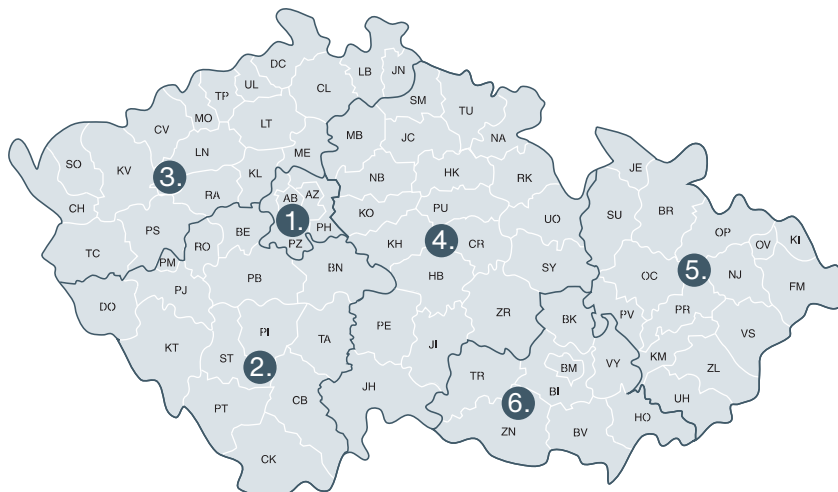 DC
LB
JN
UL
TP
CL
SM
TU
MO
CV
LT
MB
JC
NA
LN
ME
SO
KV
3.
KL
NB
HK
RK
JE
RA
AB
AZ
CH
KO
PU
SU
BR
1.
UO
PS
BE
PH
OP
KI
RO
PZ
KH
4.
CR
OV
TC
PM
BN
SY
OC
5.
NJ
PJ
PB
HB
FM
DO
ZR
PV
PR
PE
BK
PI
TA
VS
KT
JI
ST
KM
2.
BM
VY
ZL
TR
JH
BI
CB
UH
PT
6.
HO
ZN
BV
CK